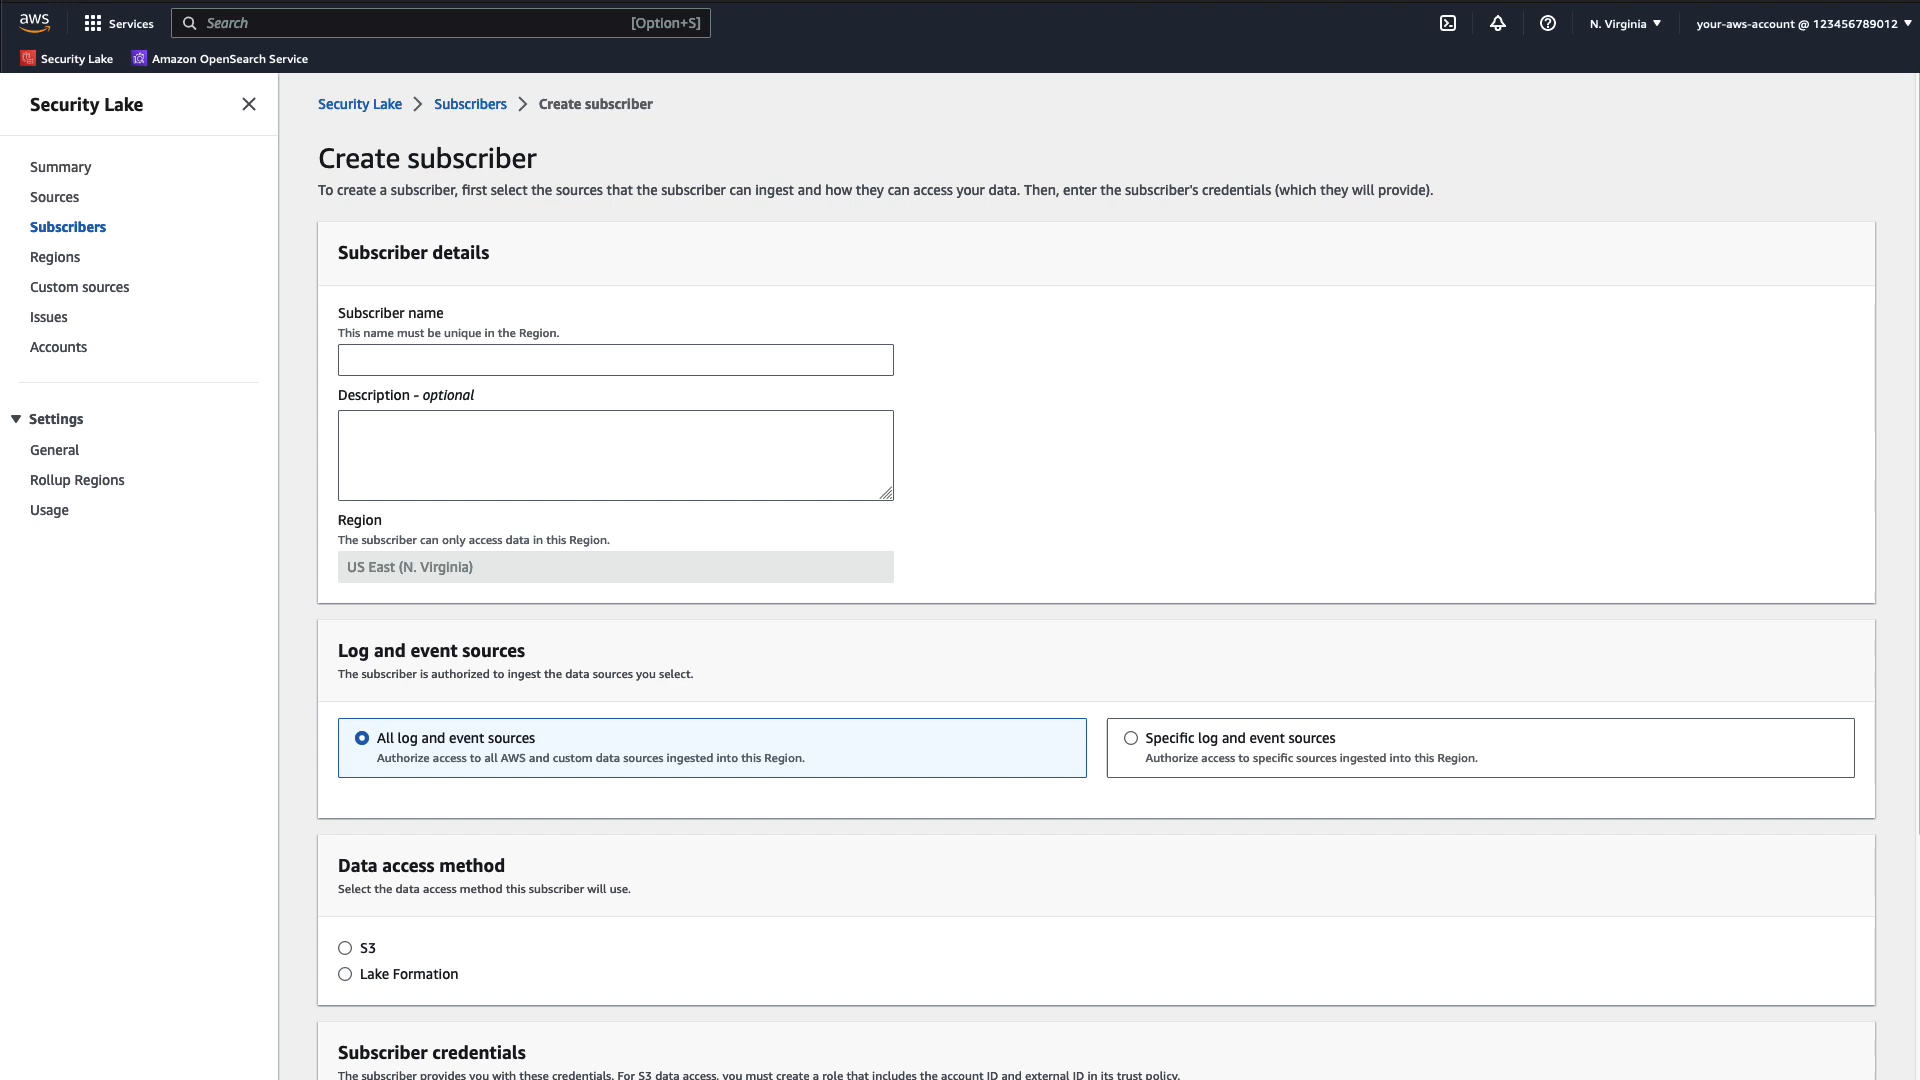 aws
Services
Search
[Option+S]
N. Virginia
your-aws-account @ 123456789012
Security Lake
Amazon OpenSearch Service
Security Lake
Summary
Sources
Subscribers
Regions
Custom sources
Issues
Accounts
Settings
General
Rollup Regions
Usage
Security Lake
Subscribers
Create subscriber
Create subscriber
To create a subscriber, first select the sources that the subscriber can ingest and how they can access your data. Then, enter the subscriber's credentials (which they will provide).
Subscriber details
Subscriber name
This name must be unique in the Region.
Description - optional
Region
The subscriber can only access data in this Region.
US East (N. Virginia)
Log and event sources
The subscriber is authorized to ingest the data sources you select.
All log and event sources
Authorize access to all AWS and custom data sources ingested into this Region.
Specific log and event sources
Authorize access to specific sources ingested into this Region.
Data access method
Select the data access method this subscriber will use.
S3
Lake Formation
Subscriber credentials
The subscriber provides you with these credentials. For S3 data access, you must create a role that includes the account ID and external ID in its trust policy.